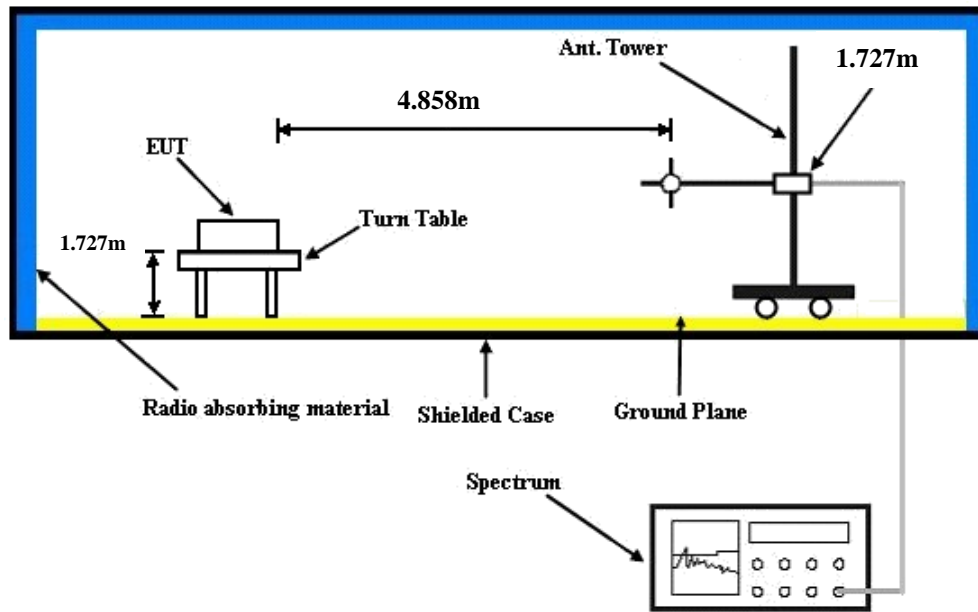 Ant. Tower
1.727m
4.858m
EUT
Turn Table
1.727m
Radio absorbing material
Shielded Case
Ground Plane
Spectrum